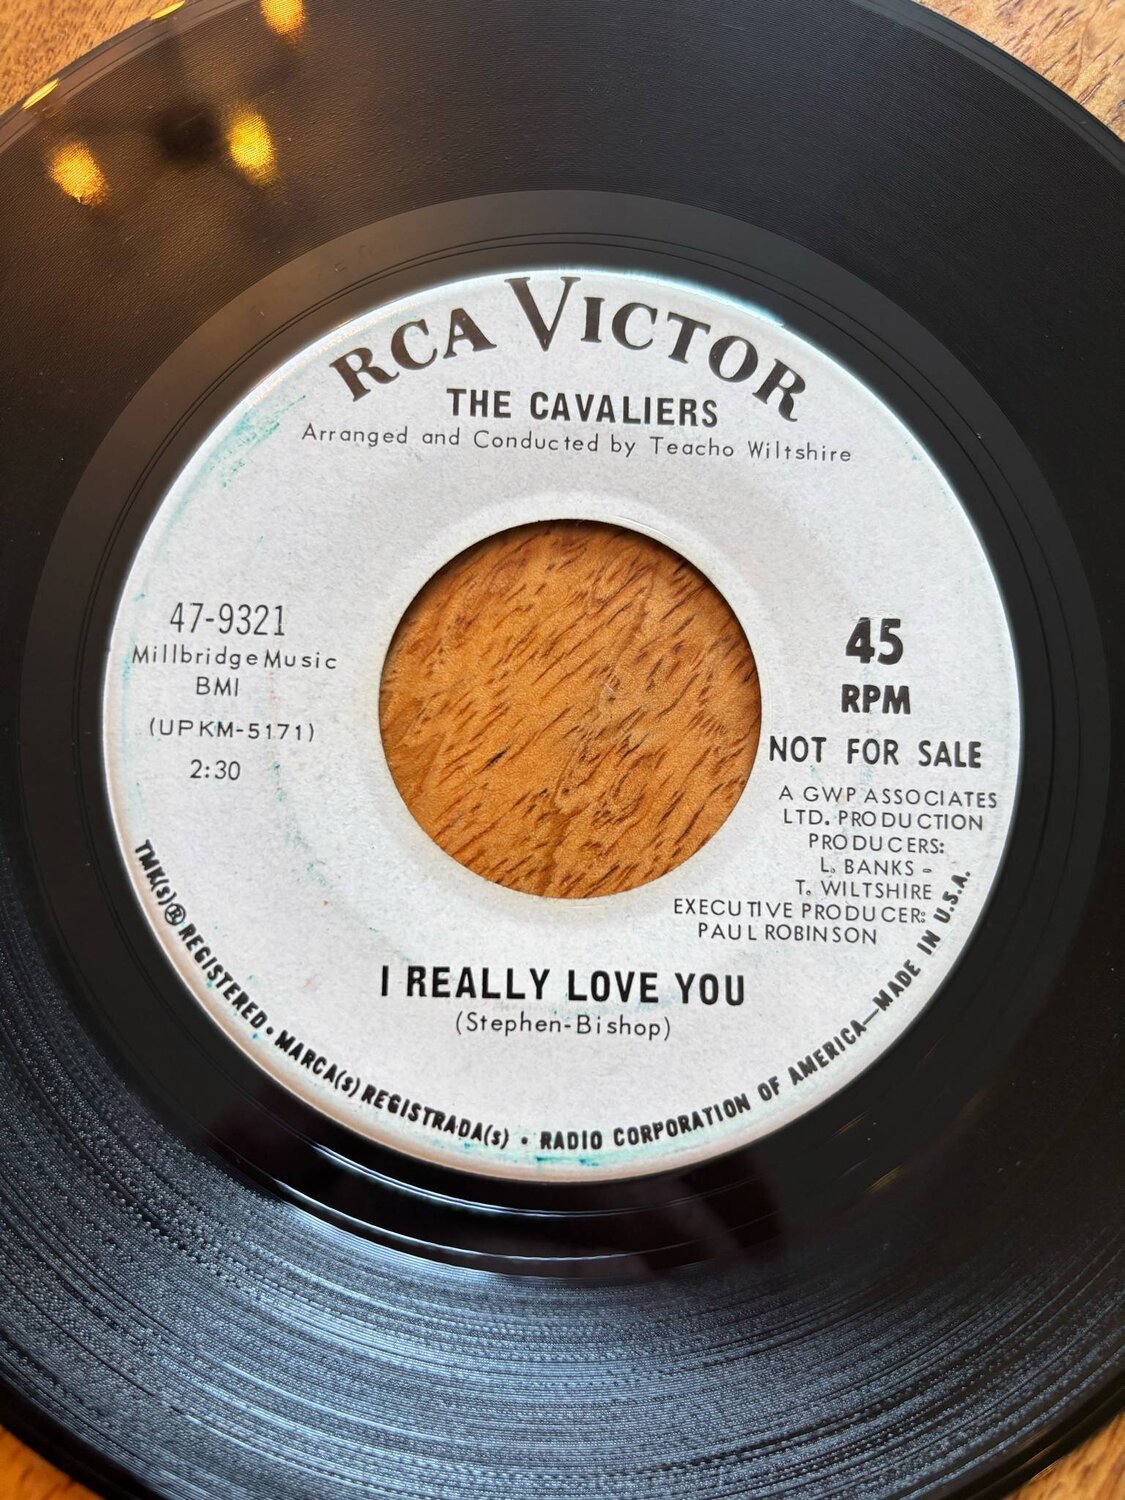 RCA VICTOR
THE CAVALIERS
Arranged and Conducted by Teacho Wiltshire
47-9321
Millbridge Music
BMI
(UPKM-5171)
2:30
45
RPM
NOT FOR SALE
A GWP ASSOCIATES
LTD. PRODUCTION
PRODUCERS:
L. BANKS -
T. WILTSHIRE
EXECUTIVE PRODUCER:
PAUL ROBINSON
I REALLY LOVE YOU
(Stephen-Bishop)
TMK(s) ® REGISTERED • MARCA(s) REGISTRADA(s) • RADIO CORPORATION OF AMERICA—MADE IN U.S.A.